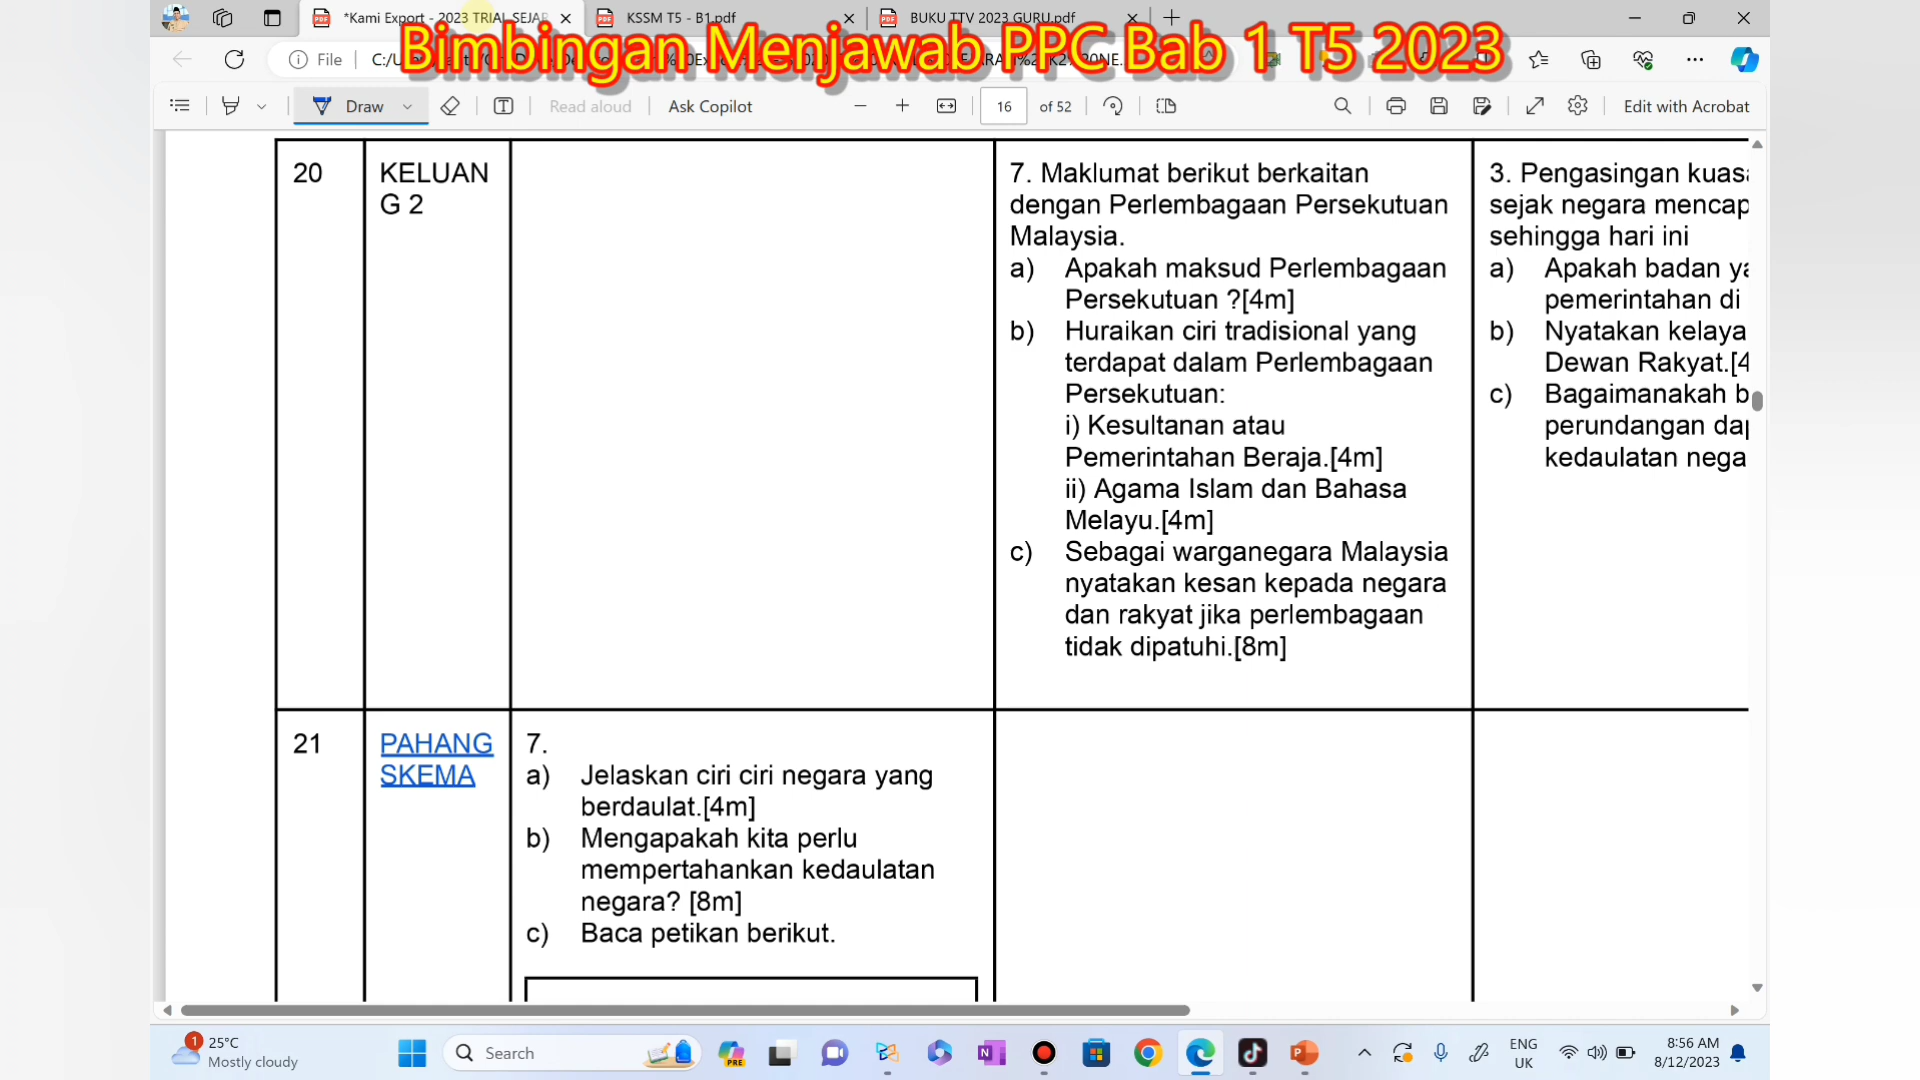 *Kami Export - 2023 TRIAL SEJAR
KSSM T5 - B1.pdf
BUKU TTV 2023 GURU.pdf
Bimbingan Menjawab PPC Bab 1 T5 2023
File
Draw
Read aloud
Ask Copilot
16
of 52
Edit with Acrobat
20
KELUAN
G 2
7. Maklumat berikut berkaitan
dengan Perlembagaan Persekutuan
Malaysia.
a) Apakah maksud Perlembagaan
Persekutuan ?[4m]
b) Huraikan ciri tradisional yang
terdapat dalam Perlembagaan
Persekutuan:
i) Kesultanan atau
Pemerintahan Beraja.[4m]
ii) Agama Islam dan Bahasa
Melayu.[4m]
c) Sebagai warganegara Malaysia
nyatakan kesan kepada negara
dan rakyat jika perlembagaan
tidak dipatuhi.[8m]
3. Pengasingan kuasa
sejak negara mencap
sehingga hari ini
a) Apakah badan ya
pemerintahan di
b) Nyatakan kelaya
Dewan Rakyat.[4
c) Bagaimanakah b
perundangan dap
kedaulatan nega
21
PAHANG
SKEMA
7.
a) Jelaskan ciri ciri negara yang
berdaulat.[4m]
b) Mengapakah kita perlu
mempertahankan kedaulatan
negara? [8m]
c) Baca petikan berikut.
1
25°C
Mostly cloudy
Search
PRE
ENG
UK
8:56 AM
8/12/2023